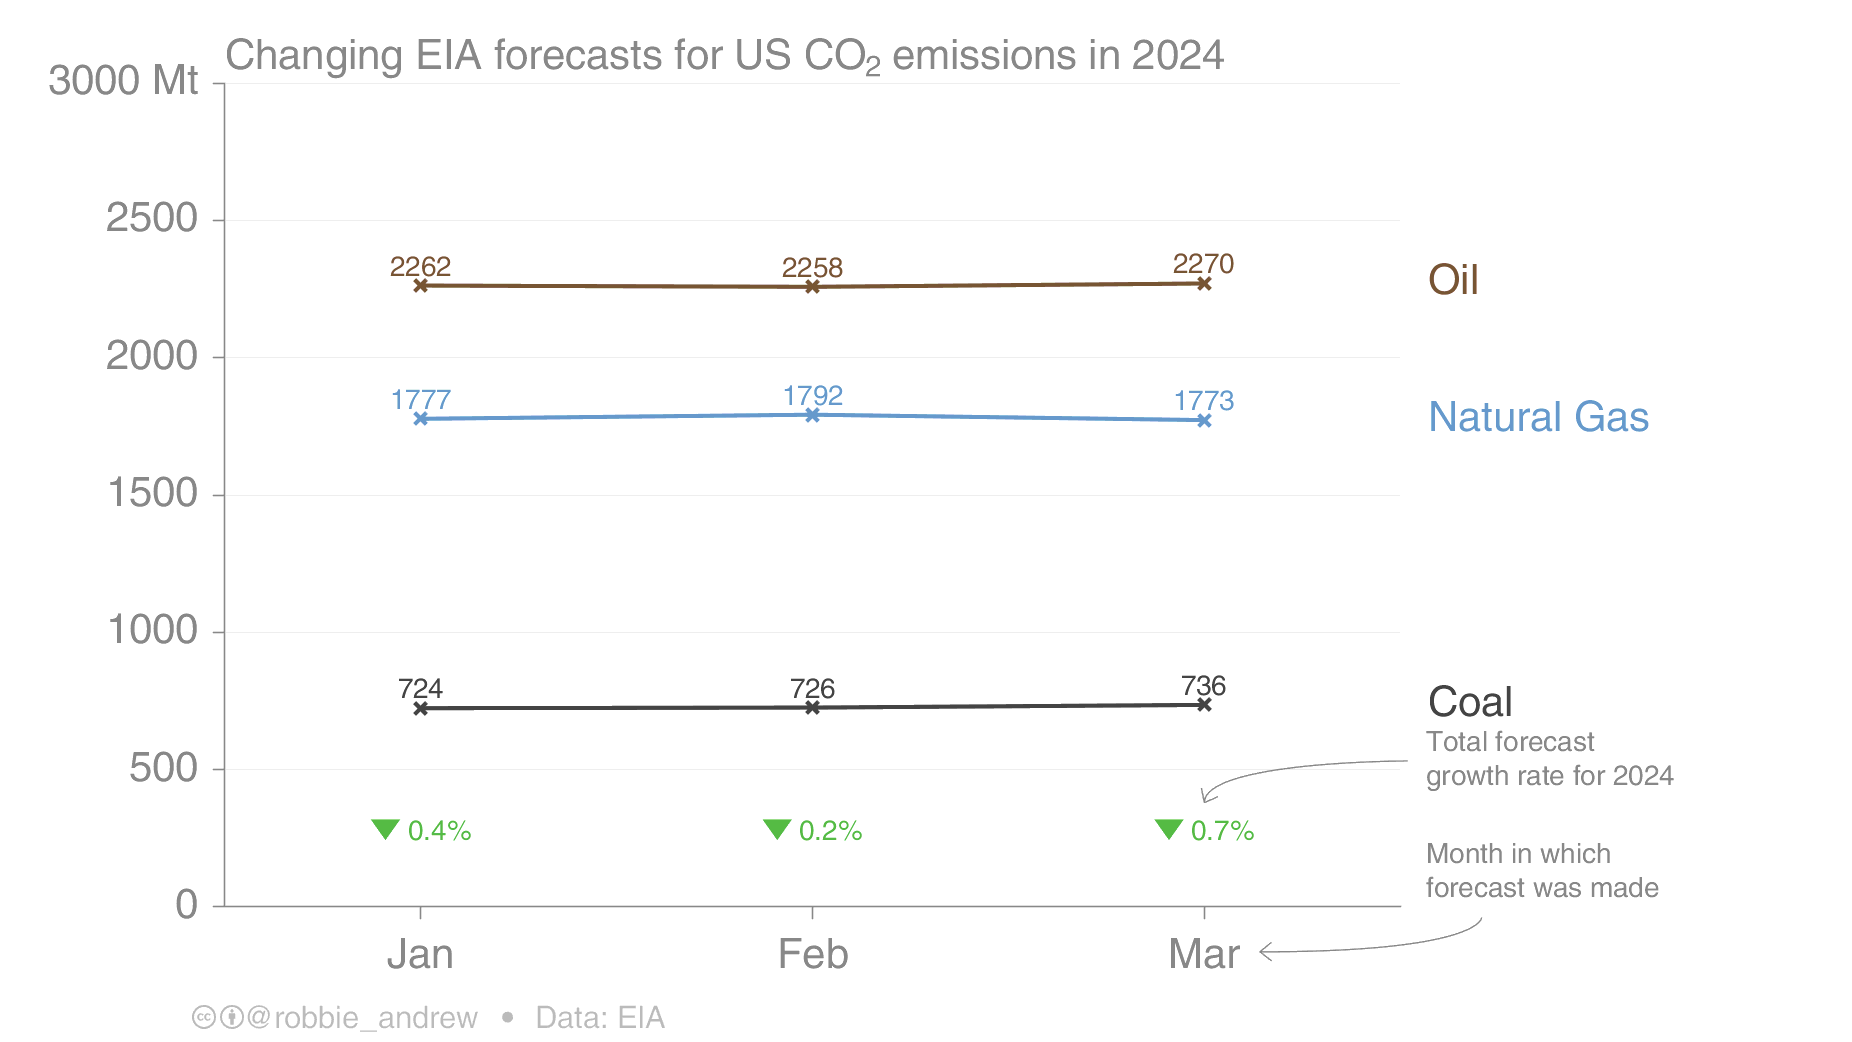 Changing EIA forecasts for US CO₂ emissions in 2024
3000 Mt
2500
2000
1500
1000
500
0
2262 2258 2270
Oil
1777 1792 1773
Natural Gas
724 726 736
Coal
Total forecast
growth rate for 2024
▼ 0.4% ▼ 0.2% ▼ 0.7%
Month in which
forecast was made
Jan Feb Mar
@robbie_andrew • Data: EIA